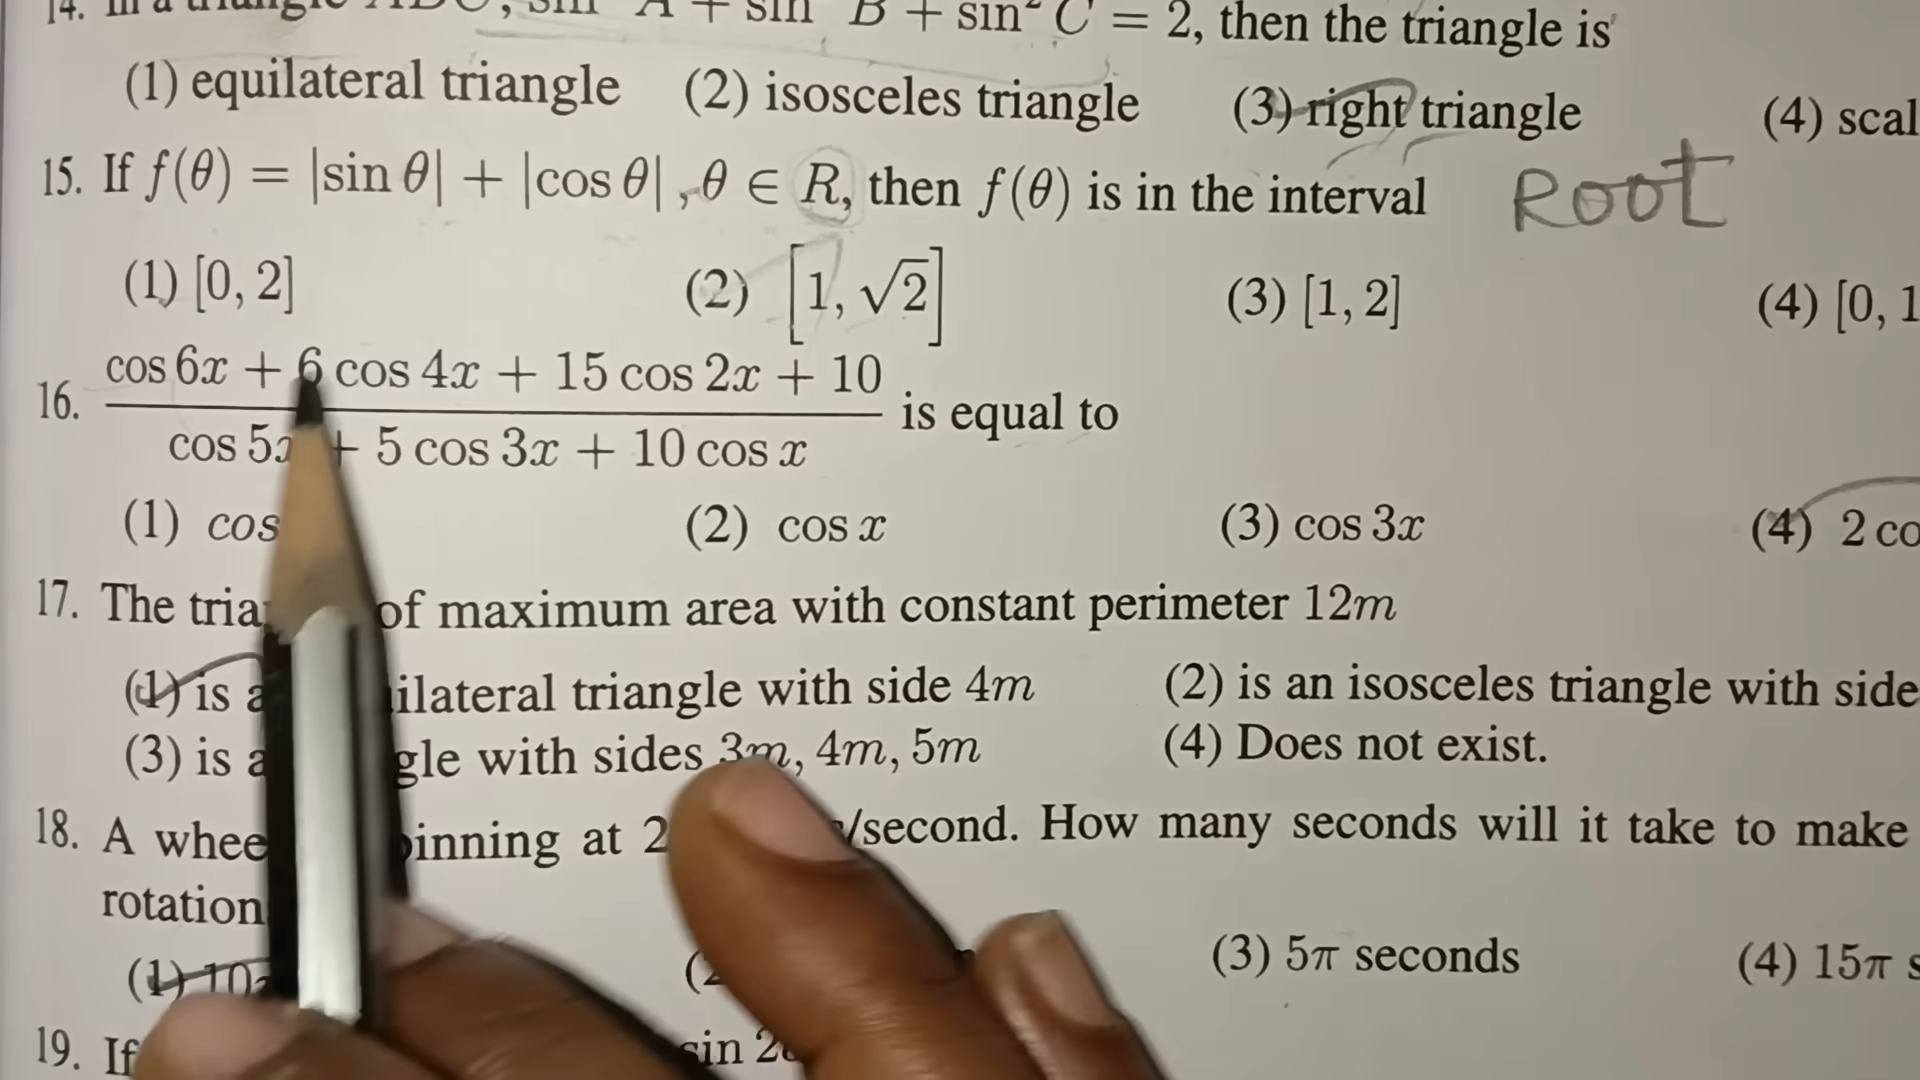 14. In a triangle ABC, sin² A + sin² B + sin² C = 2, then the triangle is
(1) equilateral triangle (2) isosceles triangle (3) right triangle (4) scal
15. If f(θ) = |sin θ| + |cos θ| , θ ∈ R, then f(θ) is in the interval ROOT
(1) [0, 2] (2) [1, √2] (3) [1, 2] (4) [0, 1
cos 6x + 6 cos 4x + 15 cos 2x + 10
16. is equal to
cos 5x + 5 cos 3x + 10 cos x
(1) cos (2) cos x (3) cos 3x (4) 2 co
17. The tria of maximum area with constant perimeter 12m
(1) is a ilateral triangle with side 4m (2) is an isosceles triangle with side
(3) is a gle with sides 3m, 4m, 5m (4) Does not exist.
18. A whee inning at 2 /second. How many seconds will it take to make
rotation
(1) 10 (2 (3) 5π seconds (4) 15π s
19. If sin 2